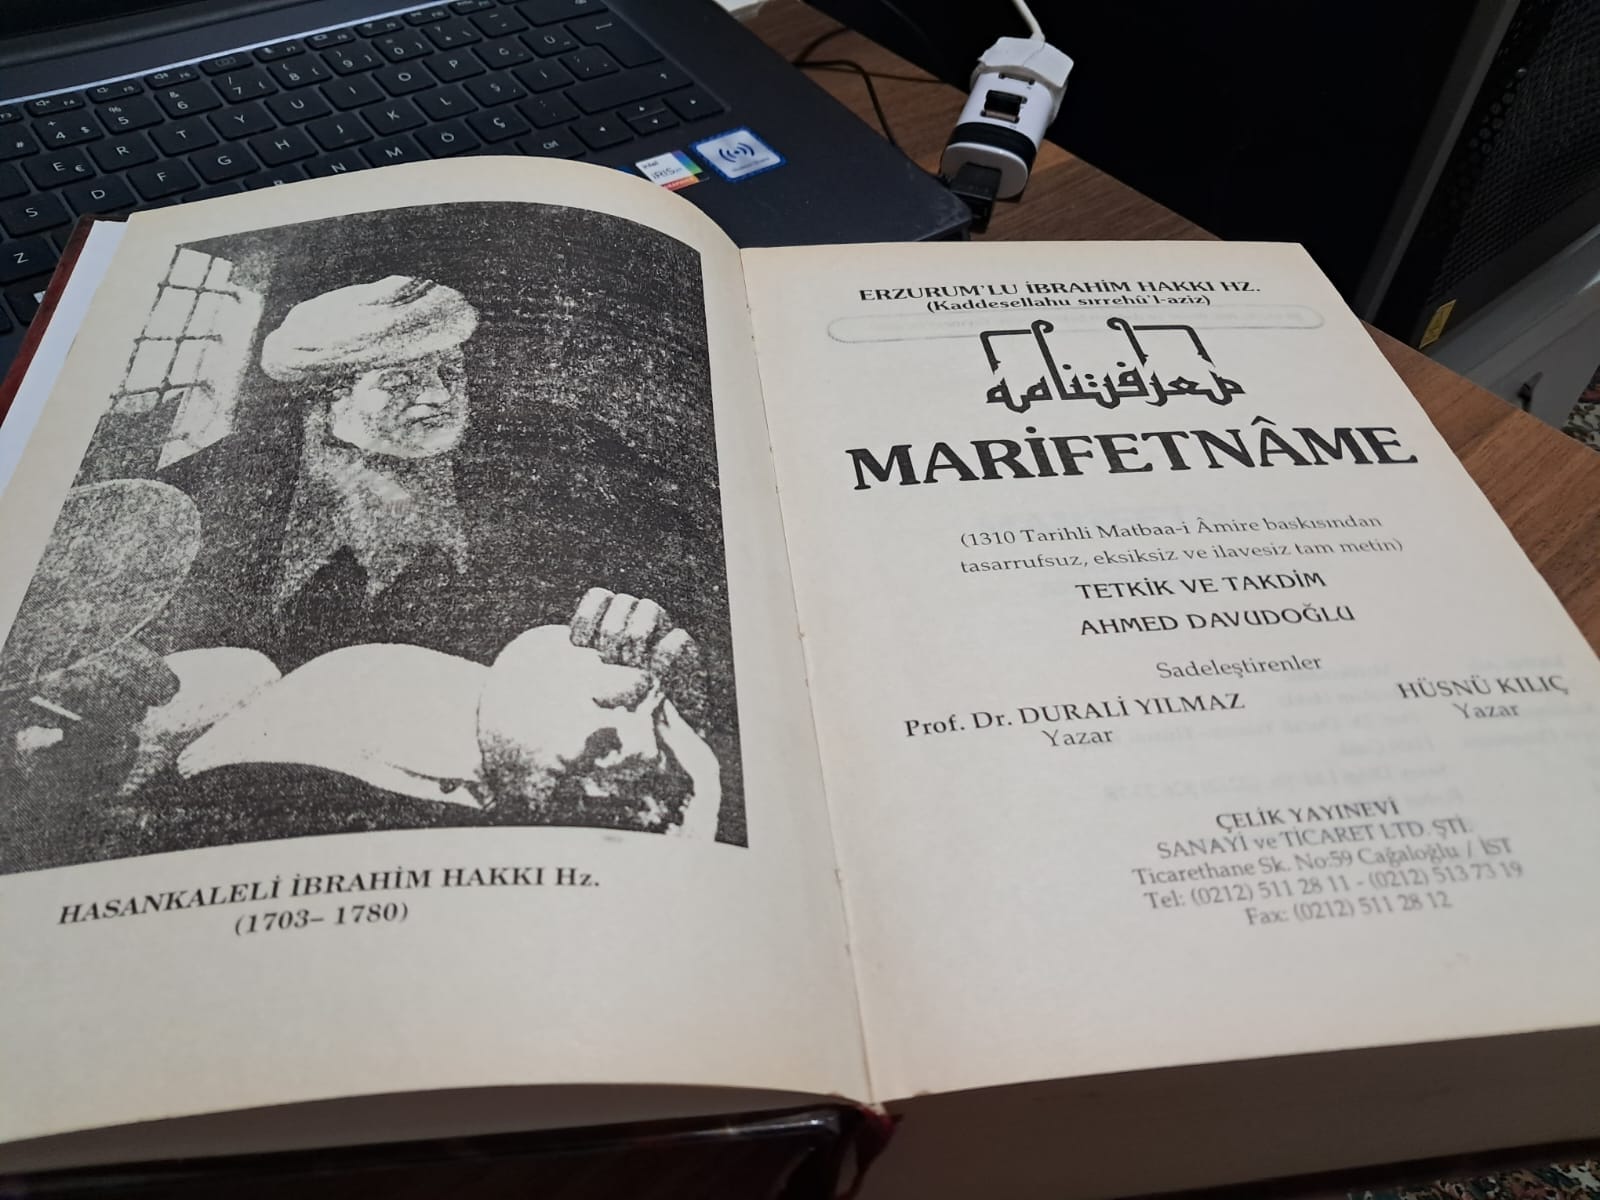 HASANKALELİ İBRAHİM HAKKI Hz.
(1703– 1780)
ERZURUM'LU İBRAHİM HAKKI HZ.
(Kaddesellahu sırrehû'l-aziz)
معرفتنامه
MARİFETNÂME
(1310 Tarihli Matbaa-i Âmire baskısından
tasarrufsuz, eksiksiz ve ilavesiz tam metin)
TETKİK VE TAKDİM
AHMED DAVUDOĞLU
Sadeleştirenler
Prof. Dr. DURALİ YILMAZ HÜSNÜ KILIÇ
Yazar Yazar
ÇELİK YAYINEVİ
SANAYİ ve TİCARET LTD. ŞTİ.
Ticarethane Sk. No:59 Cağaloğlu / İST
Tel: (0212) 511 28 11 - (0212) 513 73 19
Fax: (0212) 511 28 12